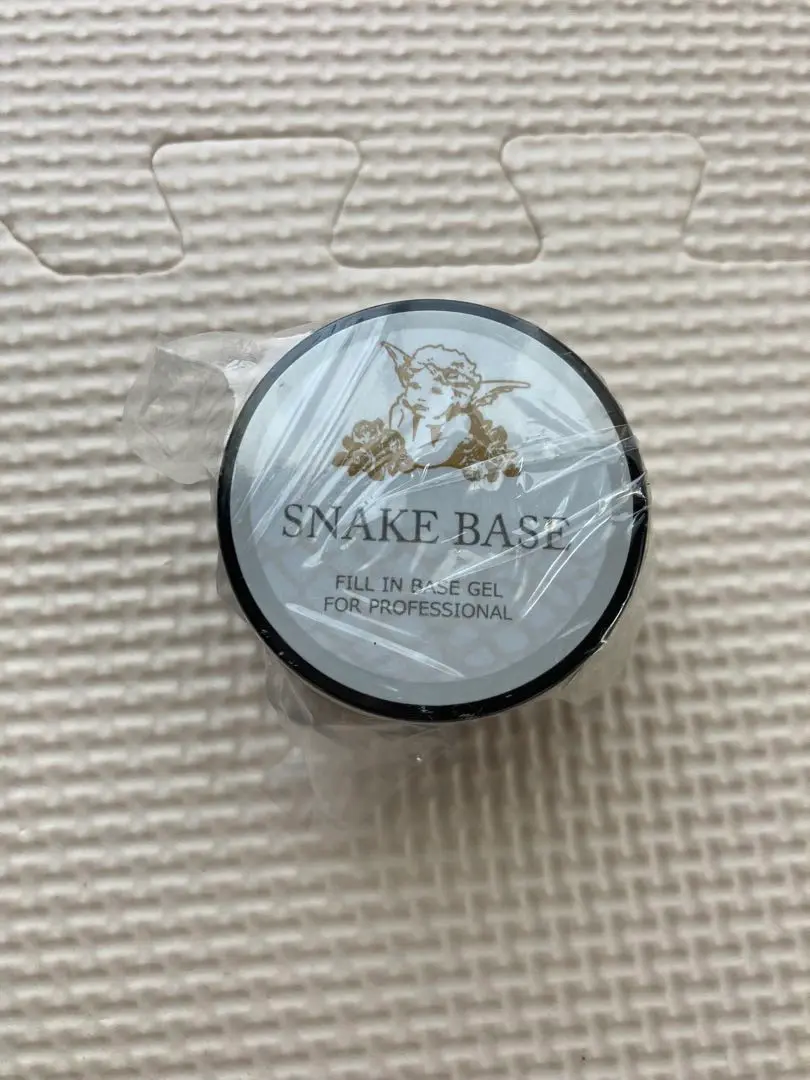 SNAKE BASE
FILL IN BASE GEL
FOR PROFESSIONAL